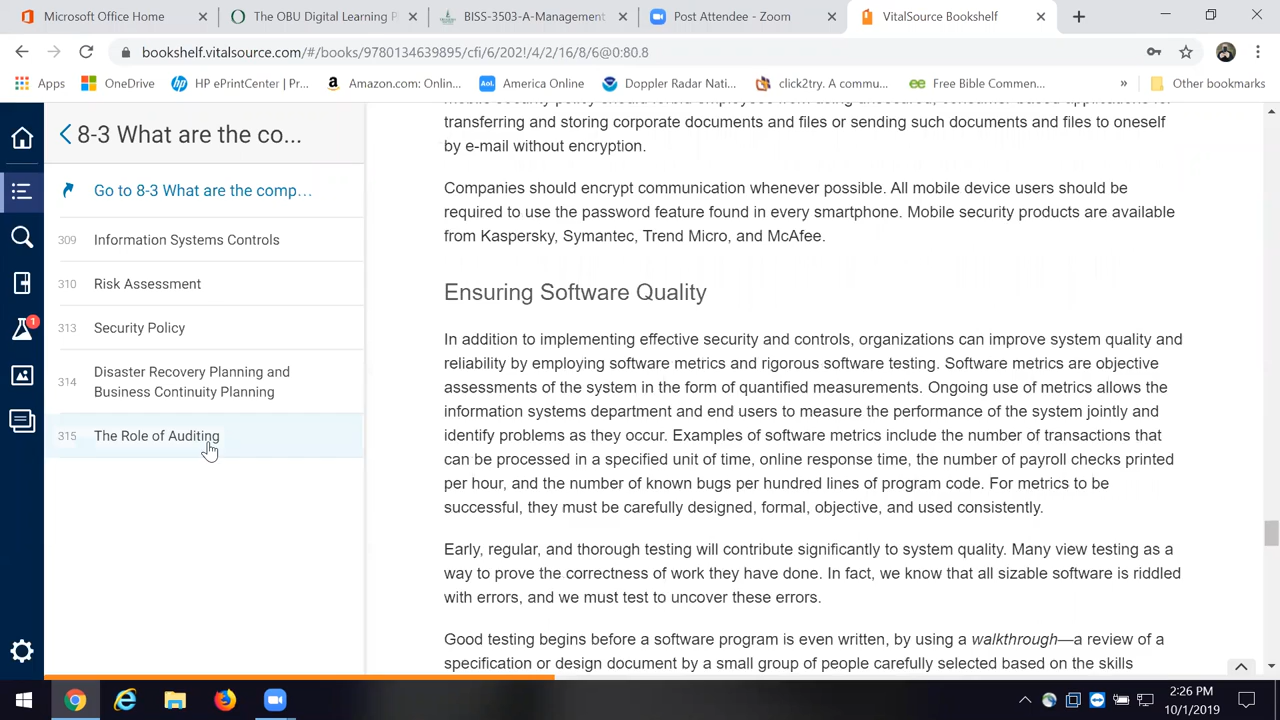 Microsoft Office Home
The OBU Digital Learning P
BISS-3503-A-Management
Post Attendee - Zoom
VitalSource Bookshelf
bookshelf.vitalsource.com/#/books/9780134639895/cfi/6/202!/4/2/16/8/6@0:80.8
Apps
OneDrive
HP ePrintCenter | Pr...
Amazon.com: Onlin...
Aol.
America Online
Doppler Radar Nati...
click2try. A commu...
Free Bible Commen...
»
Other bookmarks
8-3 What are the co...
Go to 8-3 What are the comp...
309 Information Systems Controls
310 Risk Assessment
313 Security Policy
314 Disaster Recovery Planning and
Business Continuity Planning
315 The Role of Auditing
1
mobile security policy should forbid employees from using unsecured, consumer-based applications for
transferring and storing corporate documents and files or sending such documents and files to oneself
by e-mail without encryption.
Companies should encrypt communication whenever possible. All mobile device users should be
required to use the password feature found in every smartphone. Mobile security products are available
from Kaspersky, Symantec, Trend Micro, and McAfee.
Ensuring Software Quality
In addition to implementing effective security and controls, organizations can improve system quality and
reliability by employing software metrics and rigorous software testing. Software metrics are objective
assessments of the system in the form of quantified measurements. Ongoing use of metrics allows the
information systems department and end users to measure the performance of the system jointly and
identify problems as they occur. Examples of software metrics include the number of transactions that
can be processed in a specified unit of time, online response time, the number of payroll checks printed
per hour, and the number of known bugs per hundred lines of program code. For metrics to be
successful, they must be carefully designed, formal, objective, and used consistently.
Early, regular, and thorough testing will contribute significantly to system quality. Many view testing as a
way to prove the correctness of work they have done. In fact, we know that all sizable software is riddled
with errors, and we must test to uncover these errors.
Good testing begins before a software program is even written, by using a walkthrough—a review of a
specification or design document by a small group of people carefully selected based on the skills
2:26 PM
10/1/2019